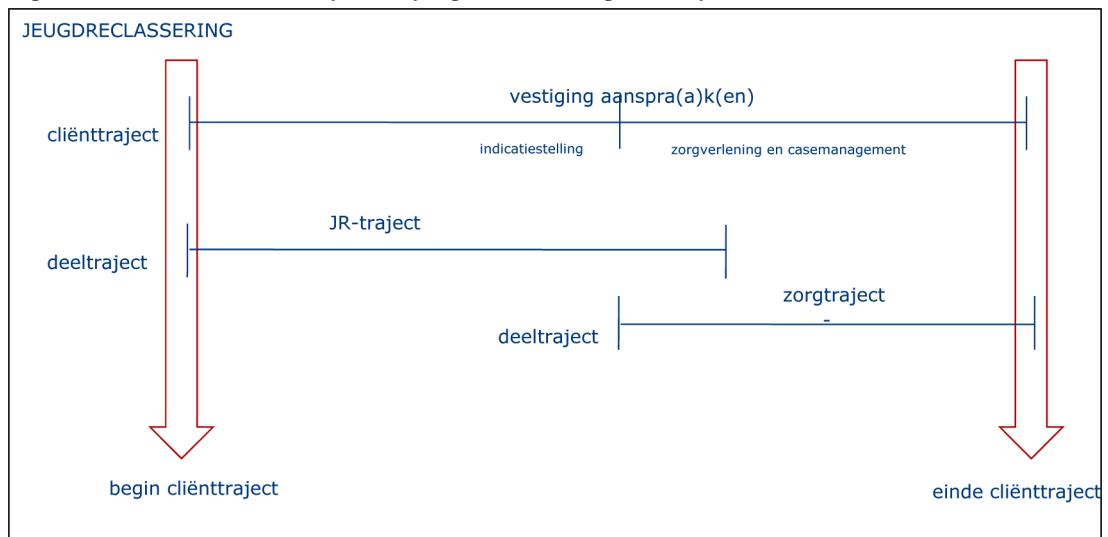 JEUGDRECLASSERING
vestiging aanspra(a)k(en)
cliënttraject
indicatiestelling
zorgverlening en casemanagement
JR-traject
deeltraject
zorgtraject
-
deeltraject
begin cliënttraject
einde cliënttraject